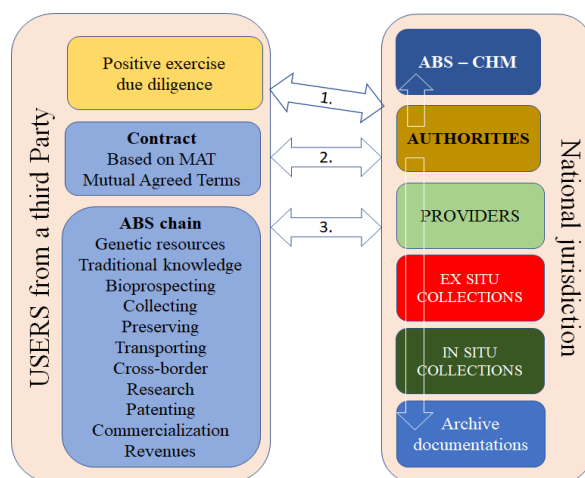 USERS from a third Party
Positive exercise
due diligence
Contract
Based on MAT
Mutual Agreed Terms
ABS chain
Genetic resources
Traditional knowledge
Bioprospecting
Collecting
Preserving
Transporting
Cross-border
Research
Patenting
Commercialization
Revenues
1.
2.
3.
ABS – CHM
AUTHORITIES
PROVIDERS
EX SITU
COLLECTIONS
IN SITU
COLLECTIONS
Archive
documentations
National jurisdiction